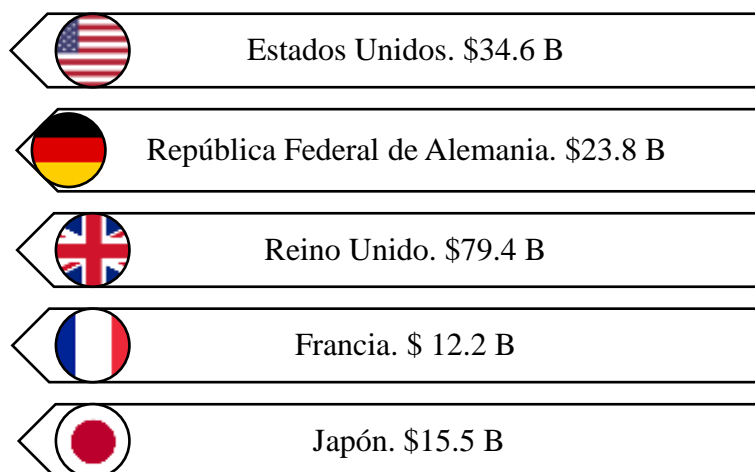 Estados Unidos. $34.6 B
República Federal de Alemania. $23.8 B
Reino Unido. $79.4 B
Francia. $ 12.2 B
Japón. $15.5 B